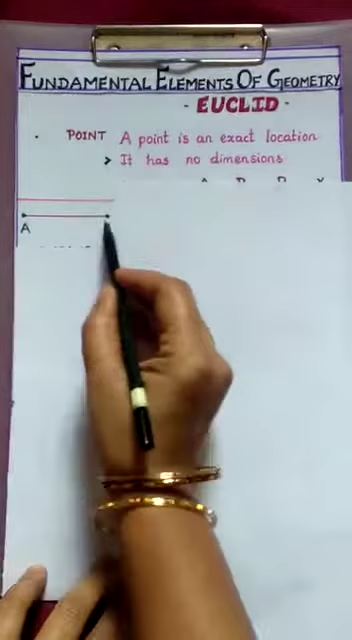 FUNDAMENTAL ELEMENTS OF GEOMETRY
- EUCLID -
. POINT A point is an exact location
> It has no dimensions
A